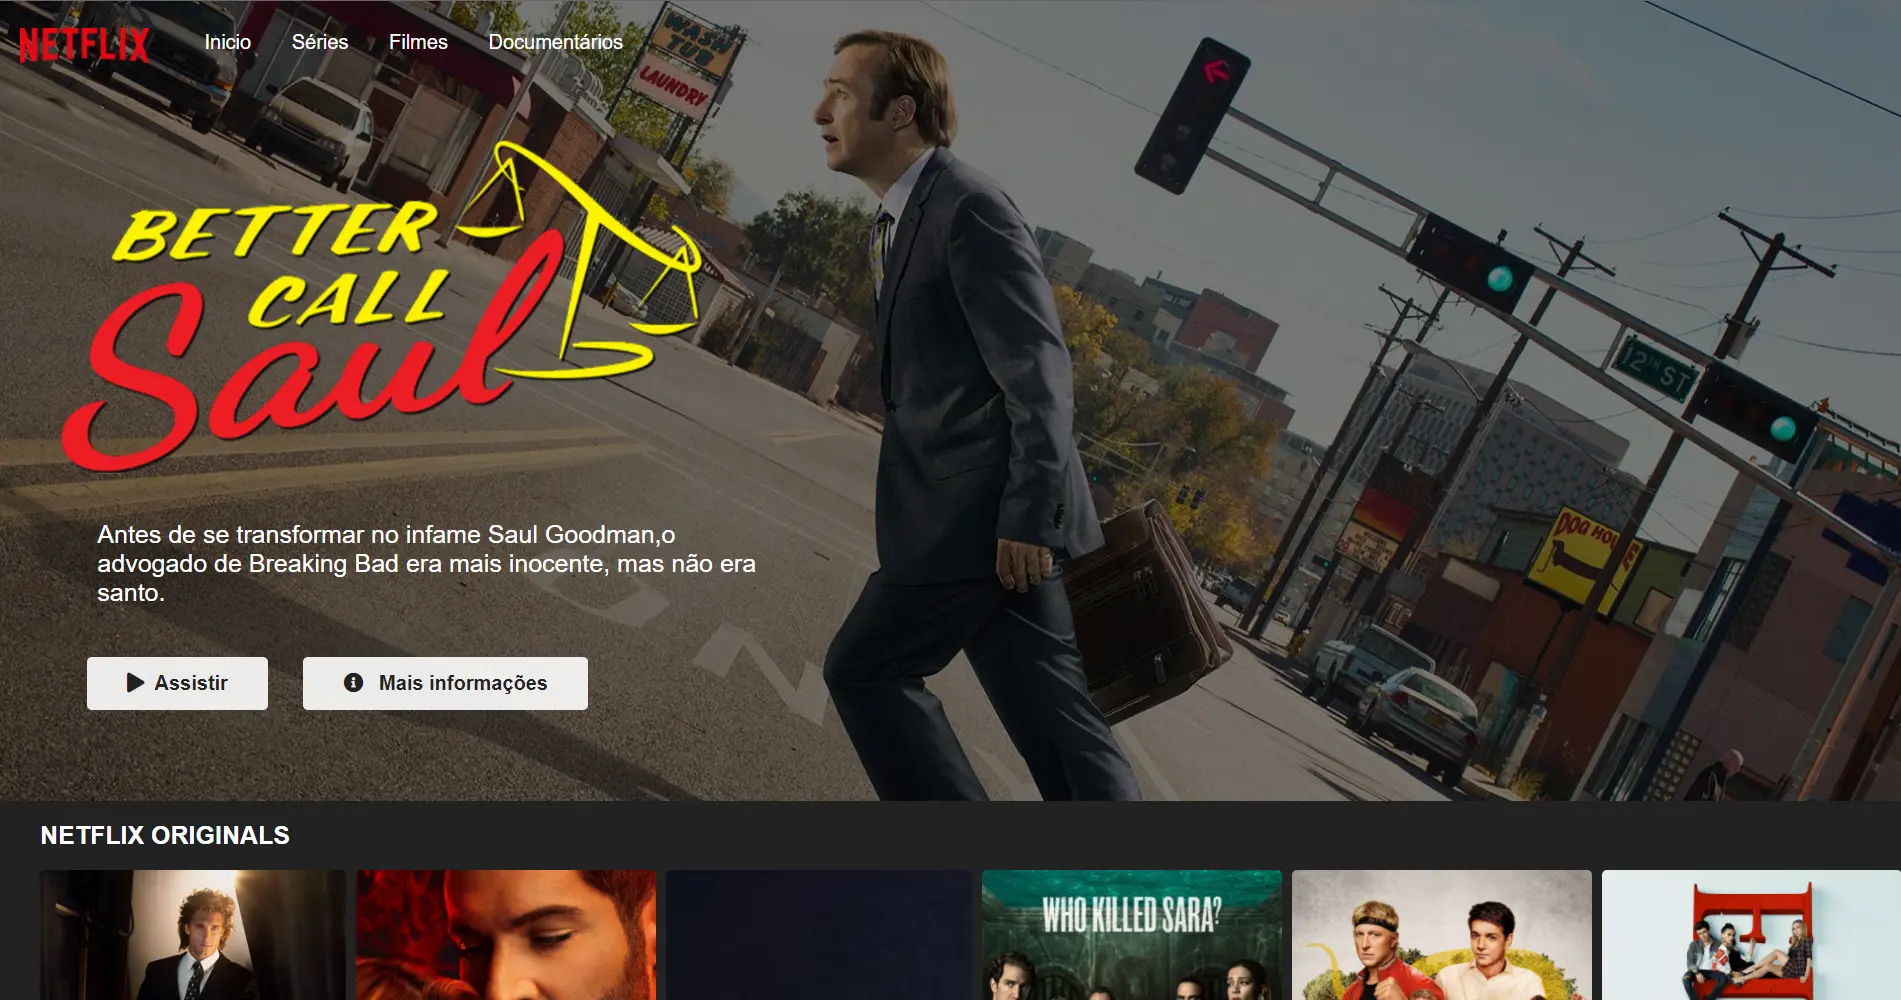 NETFLIX
Inicio
Séries
Filmes
Documentários
WASH
TUB
LAUNDRY
BETTER
CALL
Saul
12TH ST
DOG HOU
Antes de se transformar no infame Saul Goodman,o
advogado de Breaking Bad era mais inocente, mas não era
santo.
Assistir
Mais informações
NETFLIX ORIGINALS
WHO KILLED SARA?